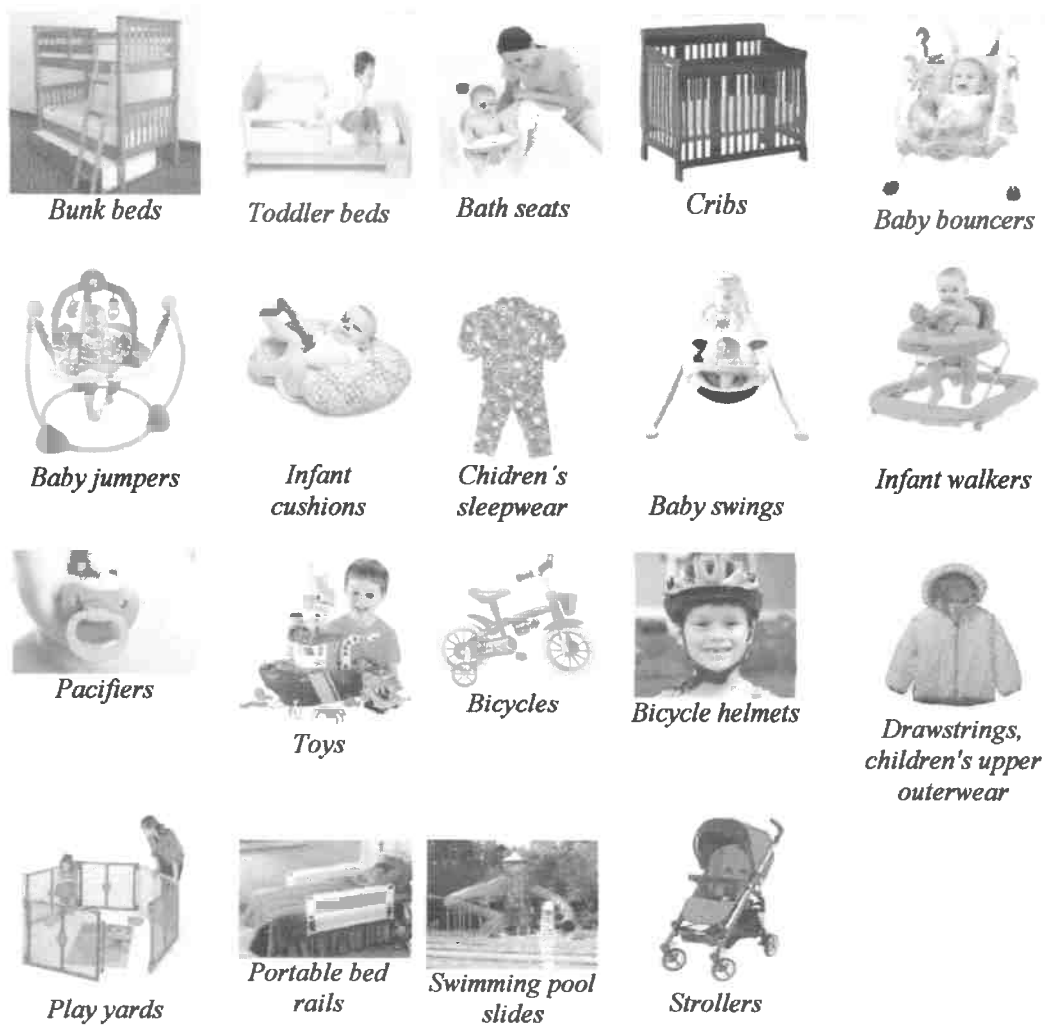 Bunk beds
Toddler beds
Bath seats
Cribs
Baby bouncers
Baby jumpers
Infant
cushions
Chidren's
sleepwear
Baby swings
Infant walkers
Pacifiers
Toys
Bicycles
Bicycle helmets
Drawstrings,
children's upper
outerwear
Play yards
Portable bed
rails
Swimming pool
slides
Strollers